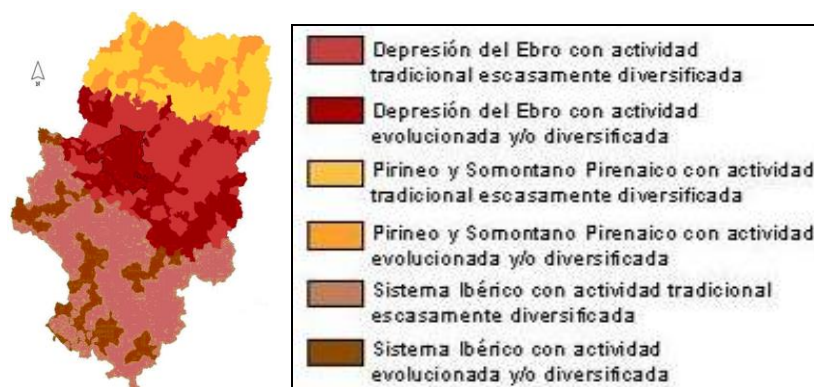 N
Depresión del Ebro con actividad
tradicional escasamente diversificada
Depresión del Ebro con actividad
evolucionada y/o diversificada
Pirineo y Somontano Pirenaico con actividad
tradicional escasamente diversificada
Pirineo y Somontano Pirenaico con actividad
evolucionada y/o diversificada
Sistema Ibérico con actividad tradicional
escasamente diversificada
Sistema Ibérico con actividad
evolucionada y/o diversificada